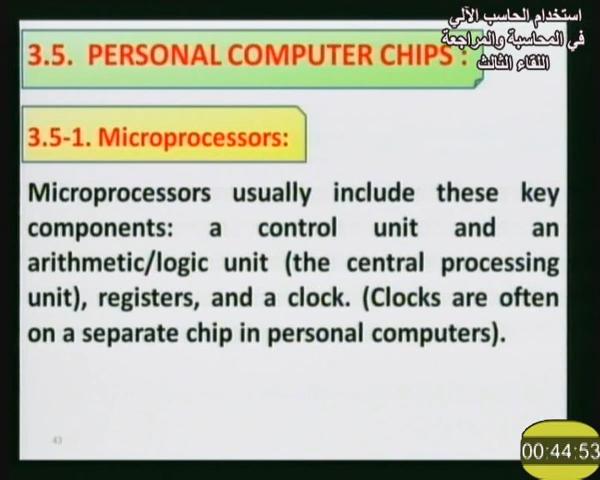 استخدام الحاسب الآلي
في المحاسبة والمراجعة
اللقاء الثالث
3.5. PERSONAL COMPUTER CHIPS :
3.5-1. Microprocessors:
Microprocessors usually include these key
components: a control unit and an
arithmetic/logic unit (the central processing
unit), registers, and a clock. (Clocks are often
on a separate chip in personal computers).
43
00:44:53